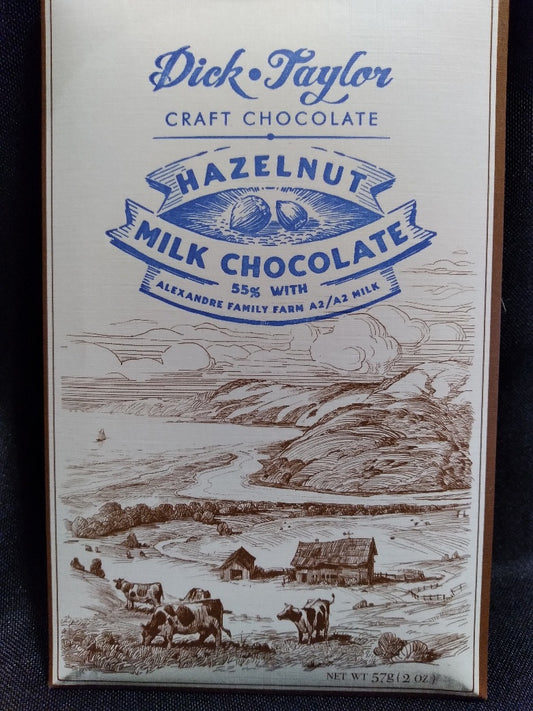 Dick·Taylor
CRAFT CHOCOLATE
HAZELNUT
MILK CHOCOLATE
55% WITH
ALEXANDRE FAMILY FARM A2/A2 MILK
NET WT 57g (2 OZ)